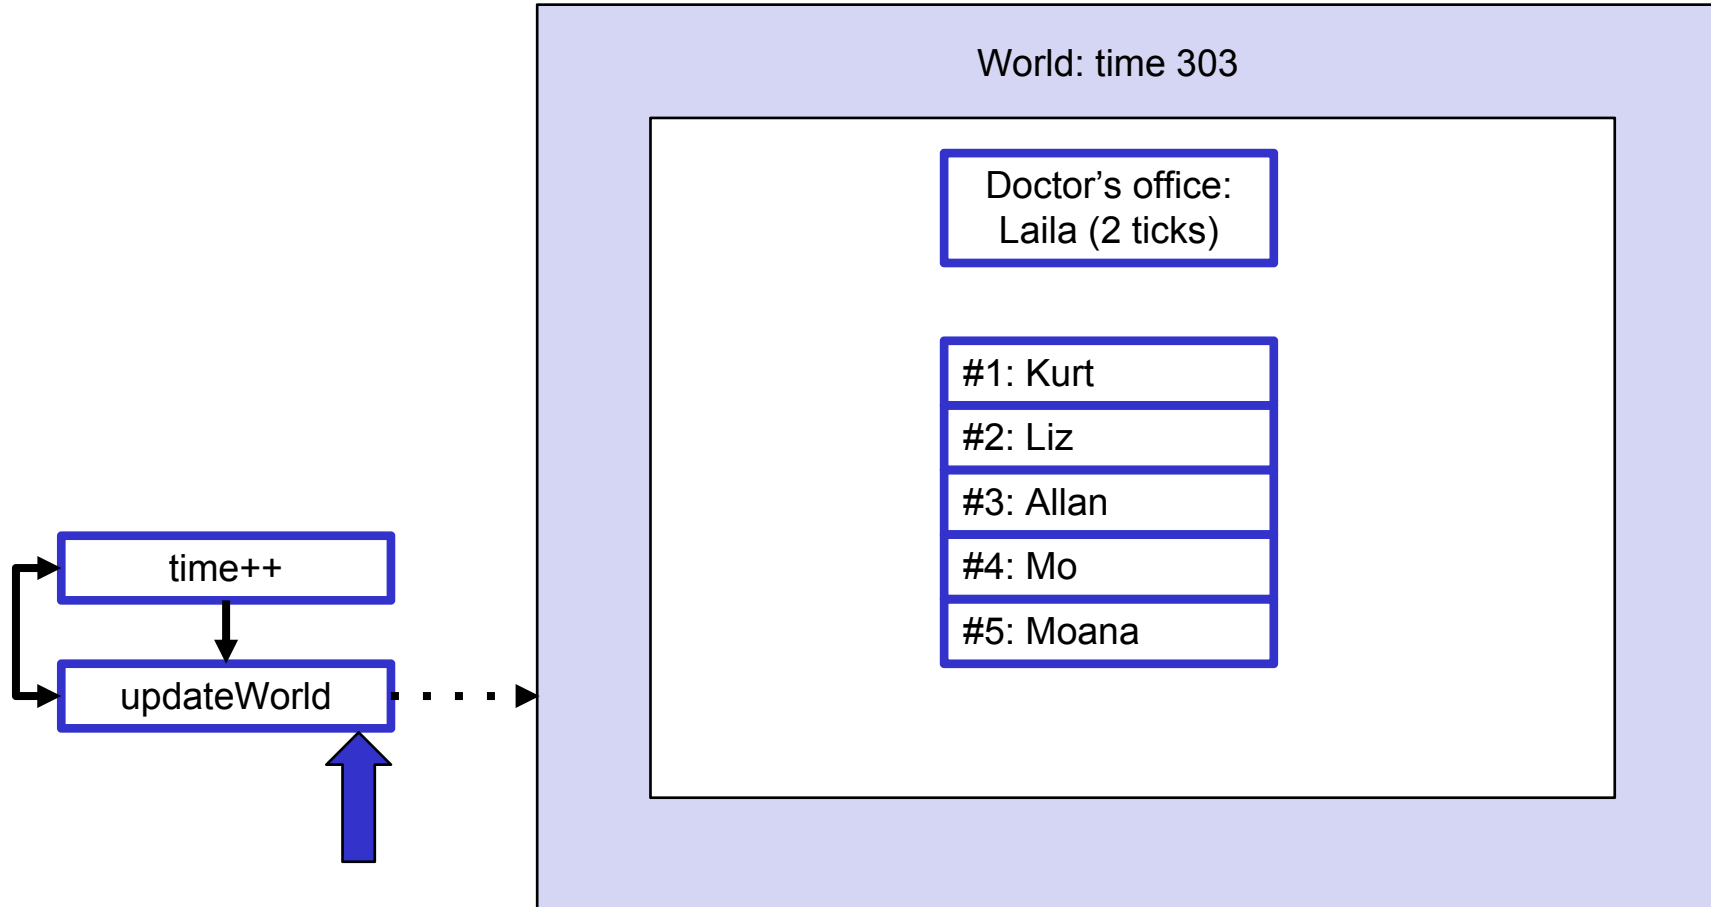 World: time 303
Doctor’s office:
Laila (2 ticks)
#1: Kurt
#2: Liz
#3: Allan
#4: Mo
#5: Moana
time++
updateWorld